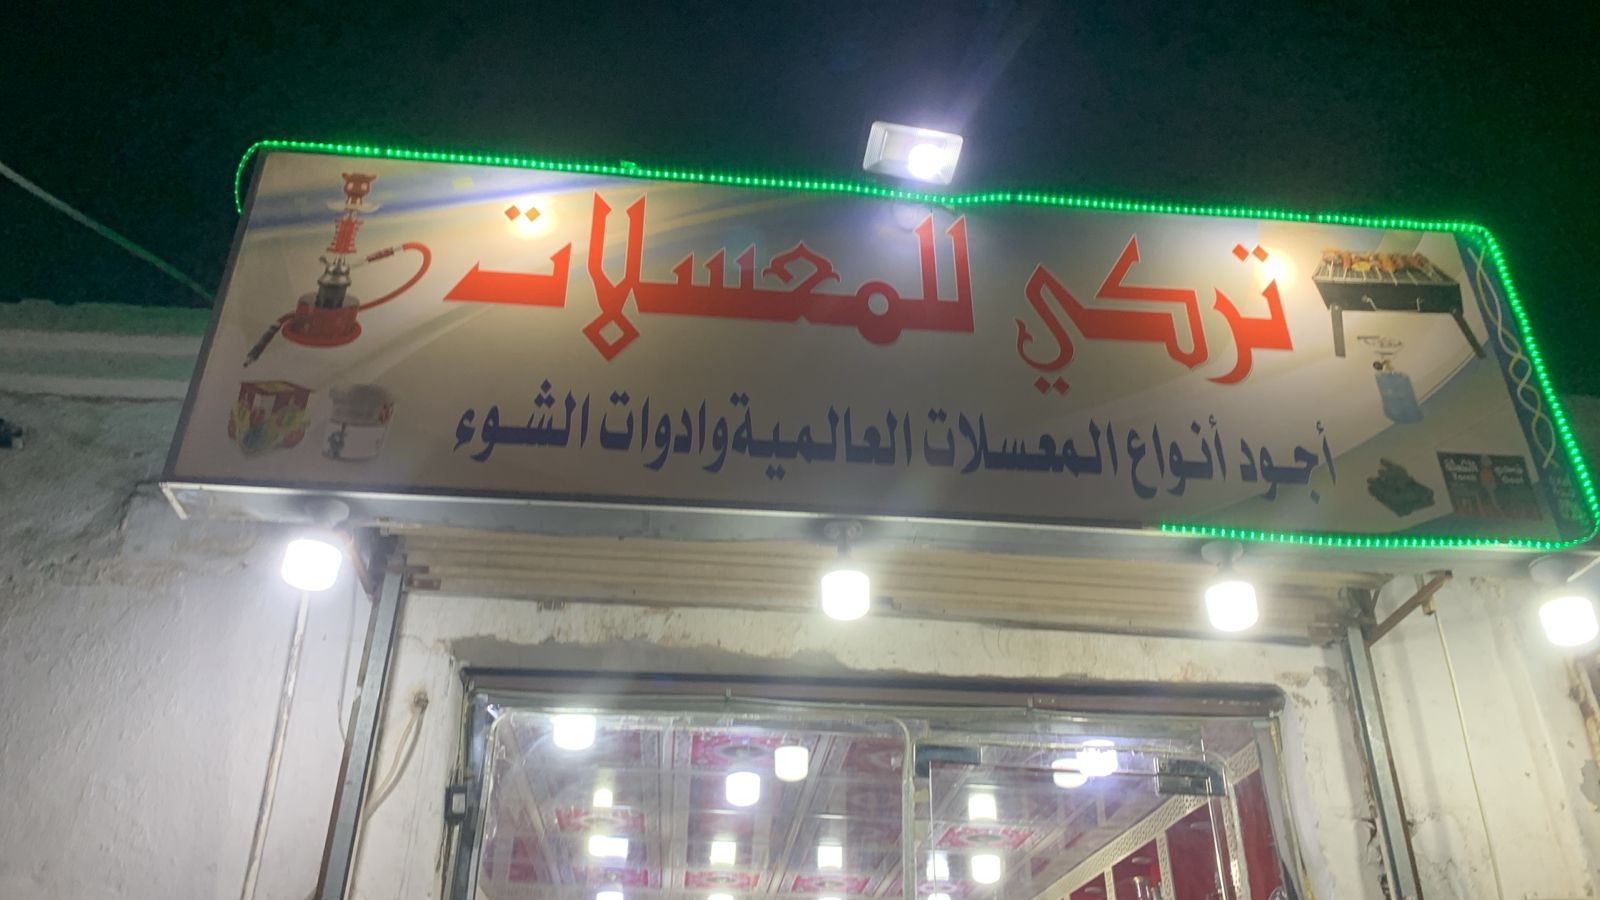 تركي للمعسلات
أجود أنواع المعسلات العالمية وادوات الشوء